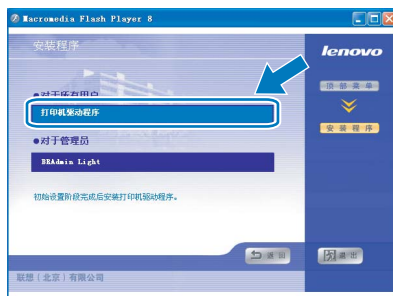 Macromedia Flash Player 8
安装程序
lenovo
●对于所有用户
打印机驱动程序
●对于管理员
BRAdmin Light
初始设置阶段完成后安装打印机驱动程序。
顶部菜单
安装程序
返回
退出
联想（北京）有限公司